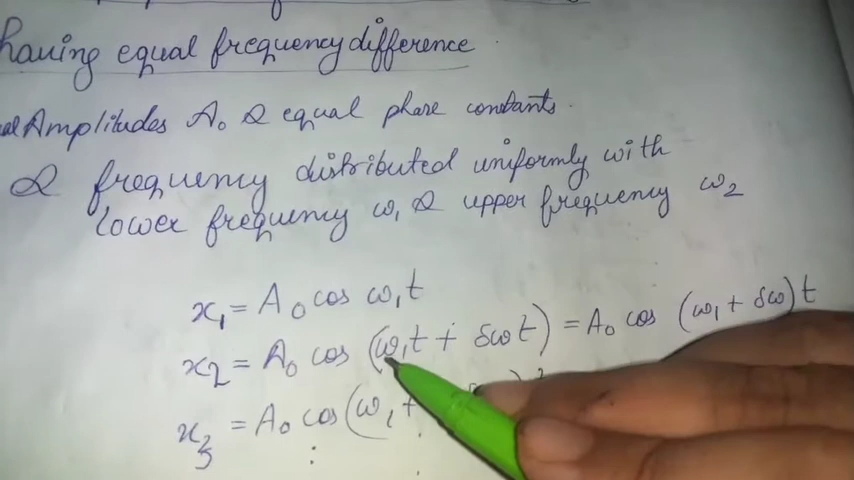 having equal frequency difference
Amplitudes A₀ & equal phase constants.
& frequency distributed uniformly with
lower frequency ω₁ & upper frequency ω₂
x₁ = A₀ cos ω₁t
x₂ = A₀ cos (ω₁t + δωt) = A₀ cos (ω₁ + δω)t
x₃ = A₀ cos (ω₁ +